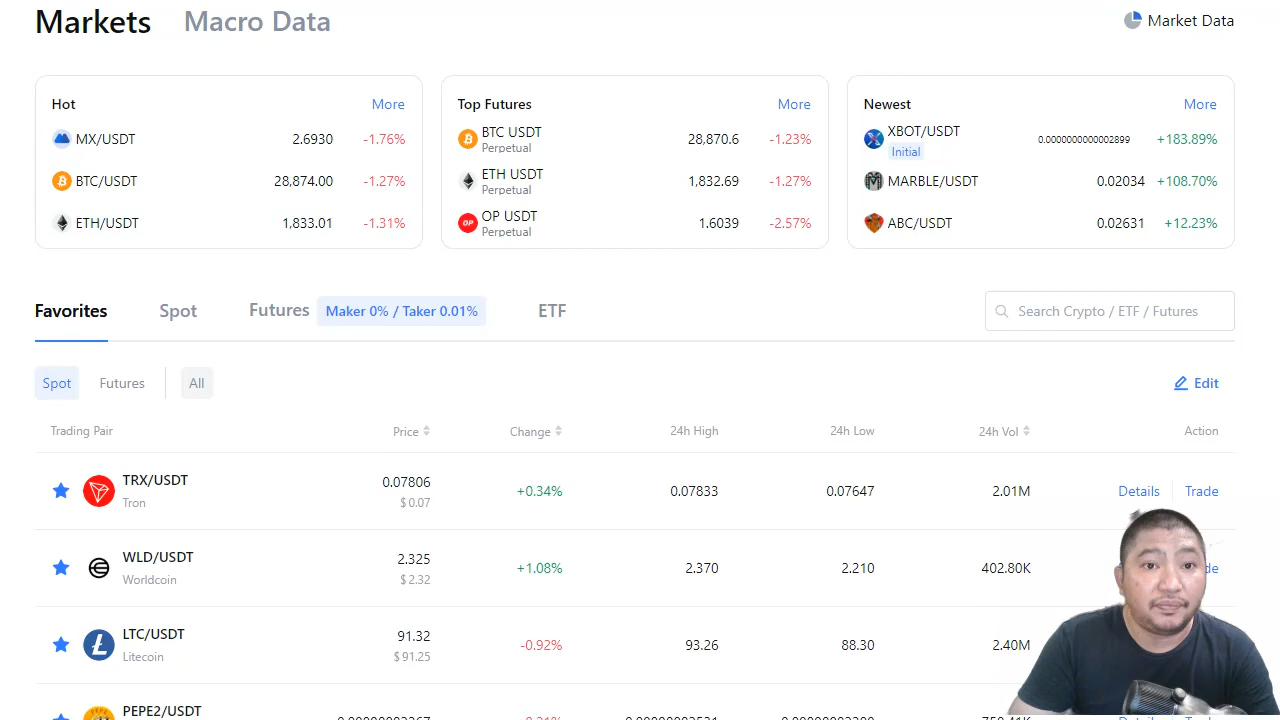 Markets Macro Data Market Data
Hot More
MX/USDT 2.6930 -1.76%
BTC/USDT 28,874.00 -1.27%
ETH/USDT 1,833.01 -1.31%
Top Futures More
BTC USDT 28,870.6 -1.23%
Perpetual
ETH USDT 1,832.69 -1.27%
Perpetual
OP OP USDT 1.6039 -2.57%
Perpetual
Newest More
XBOT/USDT 0.0000000000002899 +183.89%
Initial
MARBLE/USDT 0.02034 +108.70%
ABC/USDT 0.02631 +12.23%
Favorites Spot Futures Maker 0% / Taker 0.01% ETF Search Crypto / ETF / Futures
Spot Futures All Edit
Trading Pair Price Change 24h High 24h Low 24h Vol Action
TRX/USDT 0.07806 +0.34% 0.07833 0.07647 2.01M Details Trade
Tron $ 0.07
WLD/USDT 2.325 +1.08% 2.370 2.210 402.80K
Worldcoin $ 2.32
LTC/USDT 91.32 -0.92% 93.26 88.30 2.40M
Litecoin $ 91.25
PEPE2/USDT